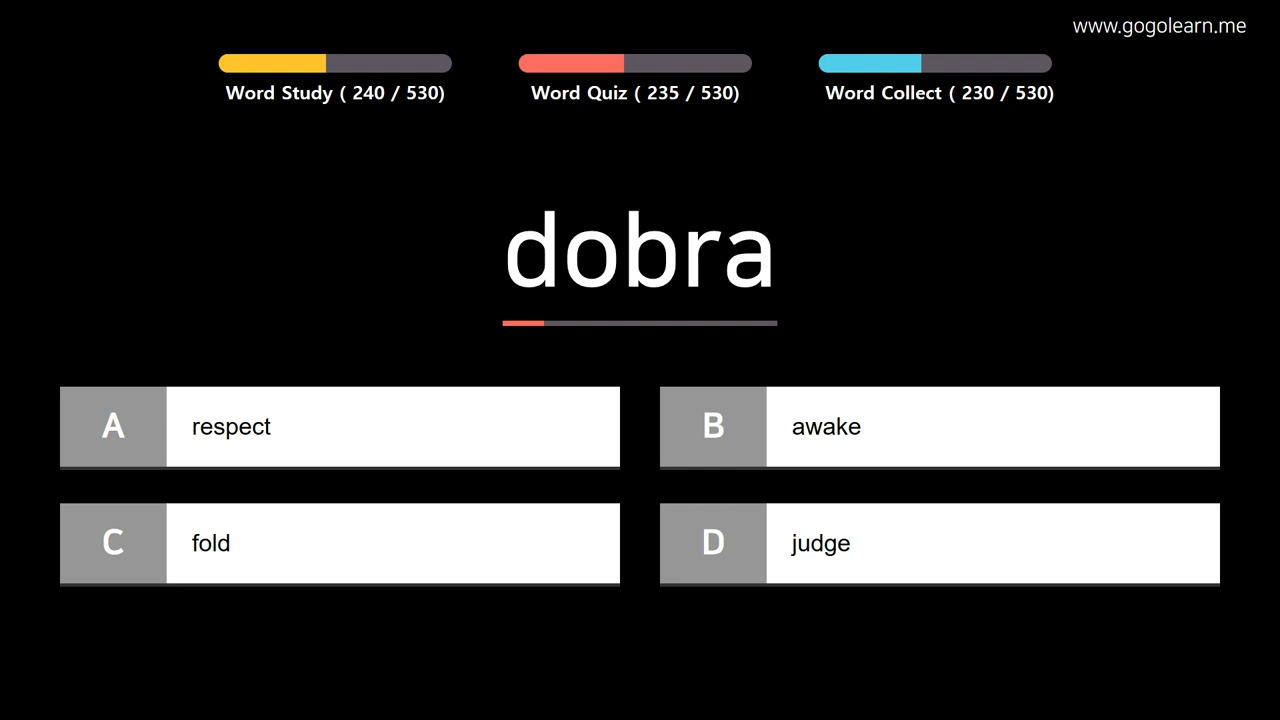 www.gogolearn.me
Word Study ( 240 / 530)
Word Quiz ( 235 / 530)
Word Collect ( 230 / 530)
dobra
A
respect
B
awake
C
fold
D
judge